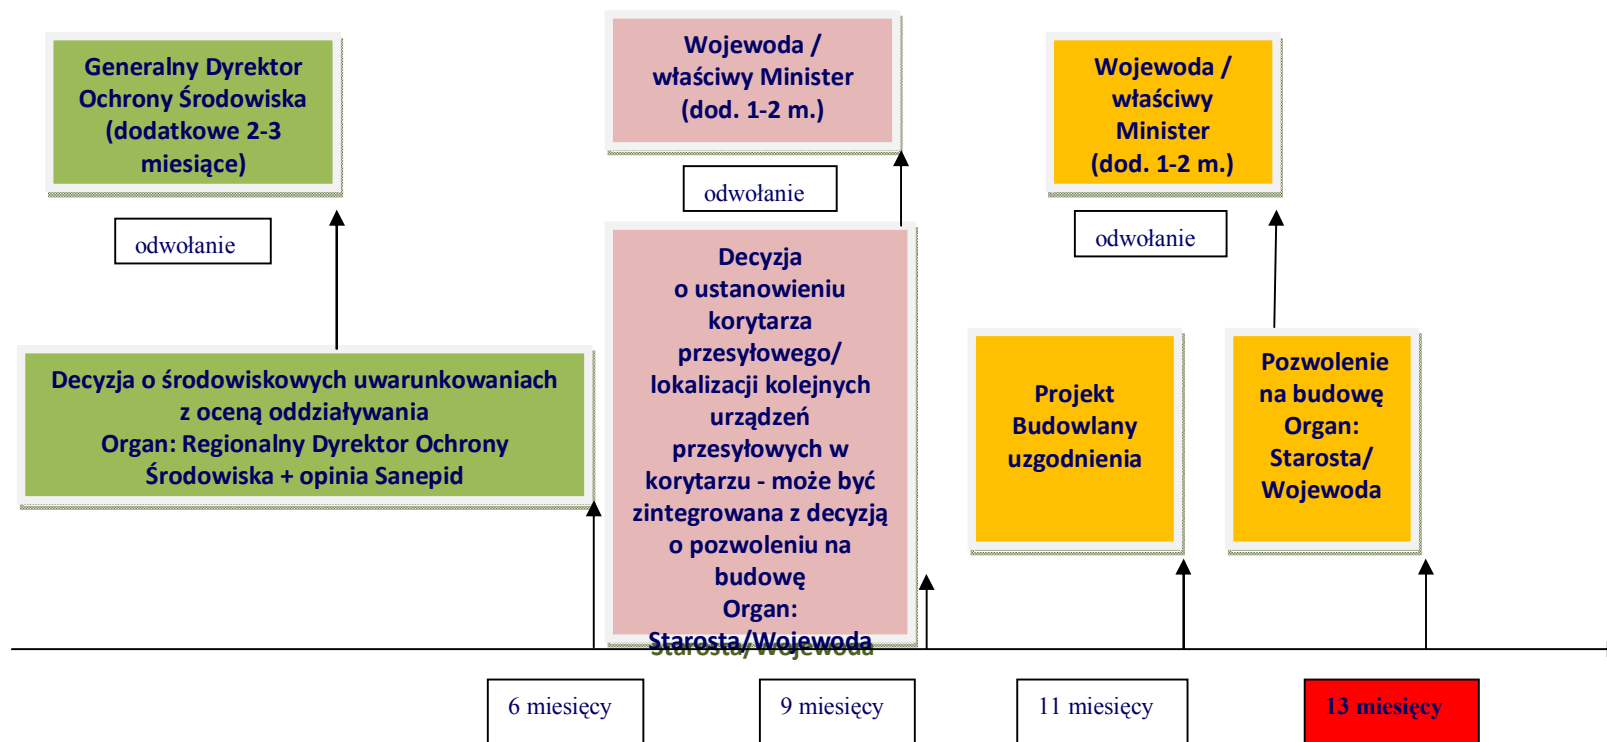 Generalny Dyrektor
Ochrony Środowiska
(dodatkowe 2-3
miesiące)
odwołanie
Decyzja o środowiskowych uwarunkowaniach
z oceną oddziaływania
Organ: Regionalny Dyrektor Ochrony
Środowiska + opinia Sanepid
Wojewoda /
właściwy Minister
(dod. 1-2 m.)
odwołanie
Decyzja
o ustanowieniu
korytarza
przesyłowego/
lokalizacji kolejnych
urządzeń
przesyłowych w
korytarzu - może być
zintegrowana z decyzją
o pozwoleniu na
budowę
Organ:
Starosta/Wojewoda
Wojewoda /
właściwy
Minister
(dod. 1-2 m.)
odwołanie
Projekt
Budowlany
uzgodnienia
Pozwolenie
na budowę
Organ:
Starosta/
Wojewoda
6 miesięcy
9 miesięcy
11 miesięcy
13 miesięcy